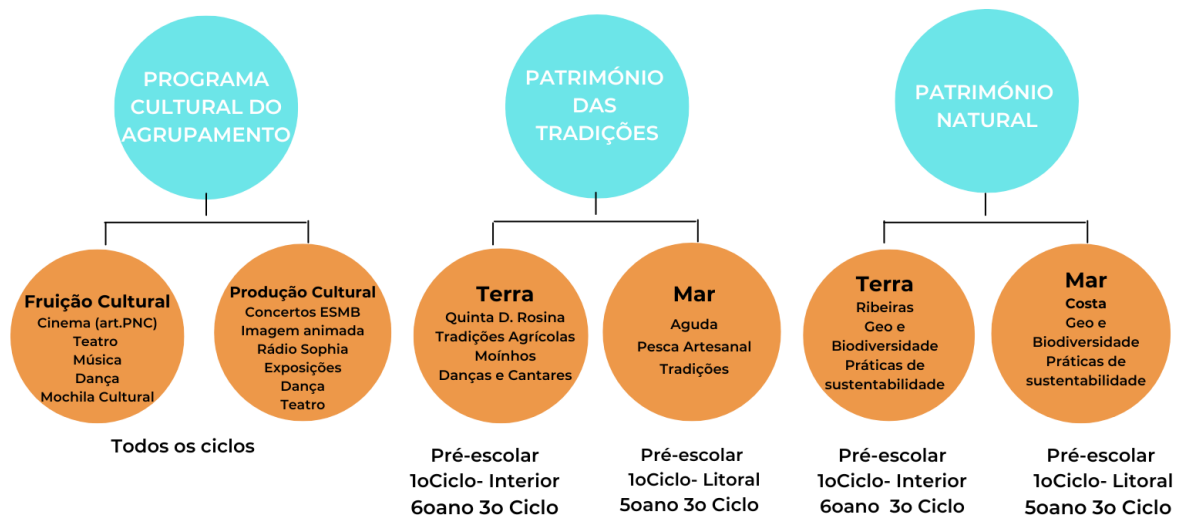 PROGRAMA
CULTURAL DO
AGRUPAMENTO
PATRIMÓNIO
DAS
TRADIÇÕES
PATRIMÓNIO
NATURAL
Fruição Cultural
Cinema (art.PNC)
Teatro
Música
Dança
Mochila Cultural
Produção Cultural
Concertos ESMB
Imagem animada
Rádio Sophia
Exposições
Dança
Teatro
Terra
Quinta D. Rosina
Tradições Agrícolas
Moínhos
Danças e Cantares
Mar
Aguda
Pesca Artesanal
Tradições
Terra
Ribeiras
Geo e
Biodiversidade
Práticas de
sustentabilidade
Mar
Costa
Geo e
Biodiversidade
Práticas de
sustentabilidade
Todos os ciclos
Pré-escolar
1oCiclo- Interior
6oano 3o Ciclo
Pré-escolar
1oCiclo- Litoral
5oano 3o Ciclo
Pré-escolar
1oCiclo- Interior
6oano 3o Ciclo
Pré-escolar
1oCiclo- Litoral
5oano 3o Ciclo